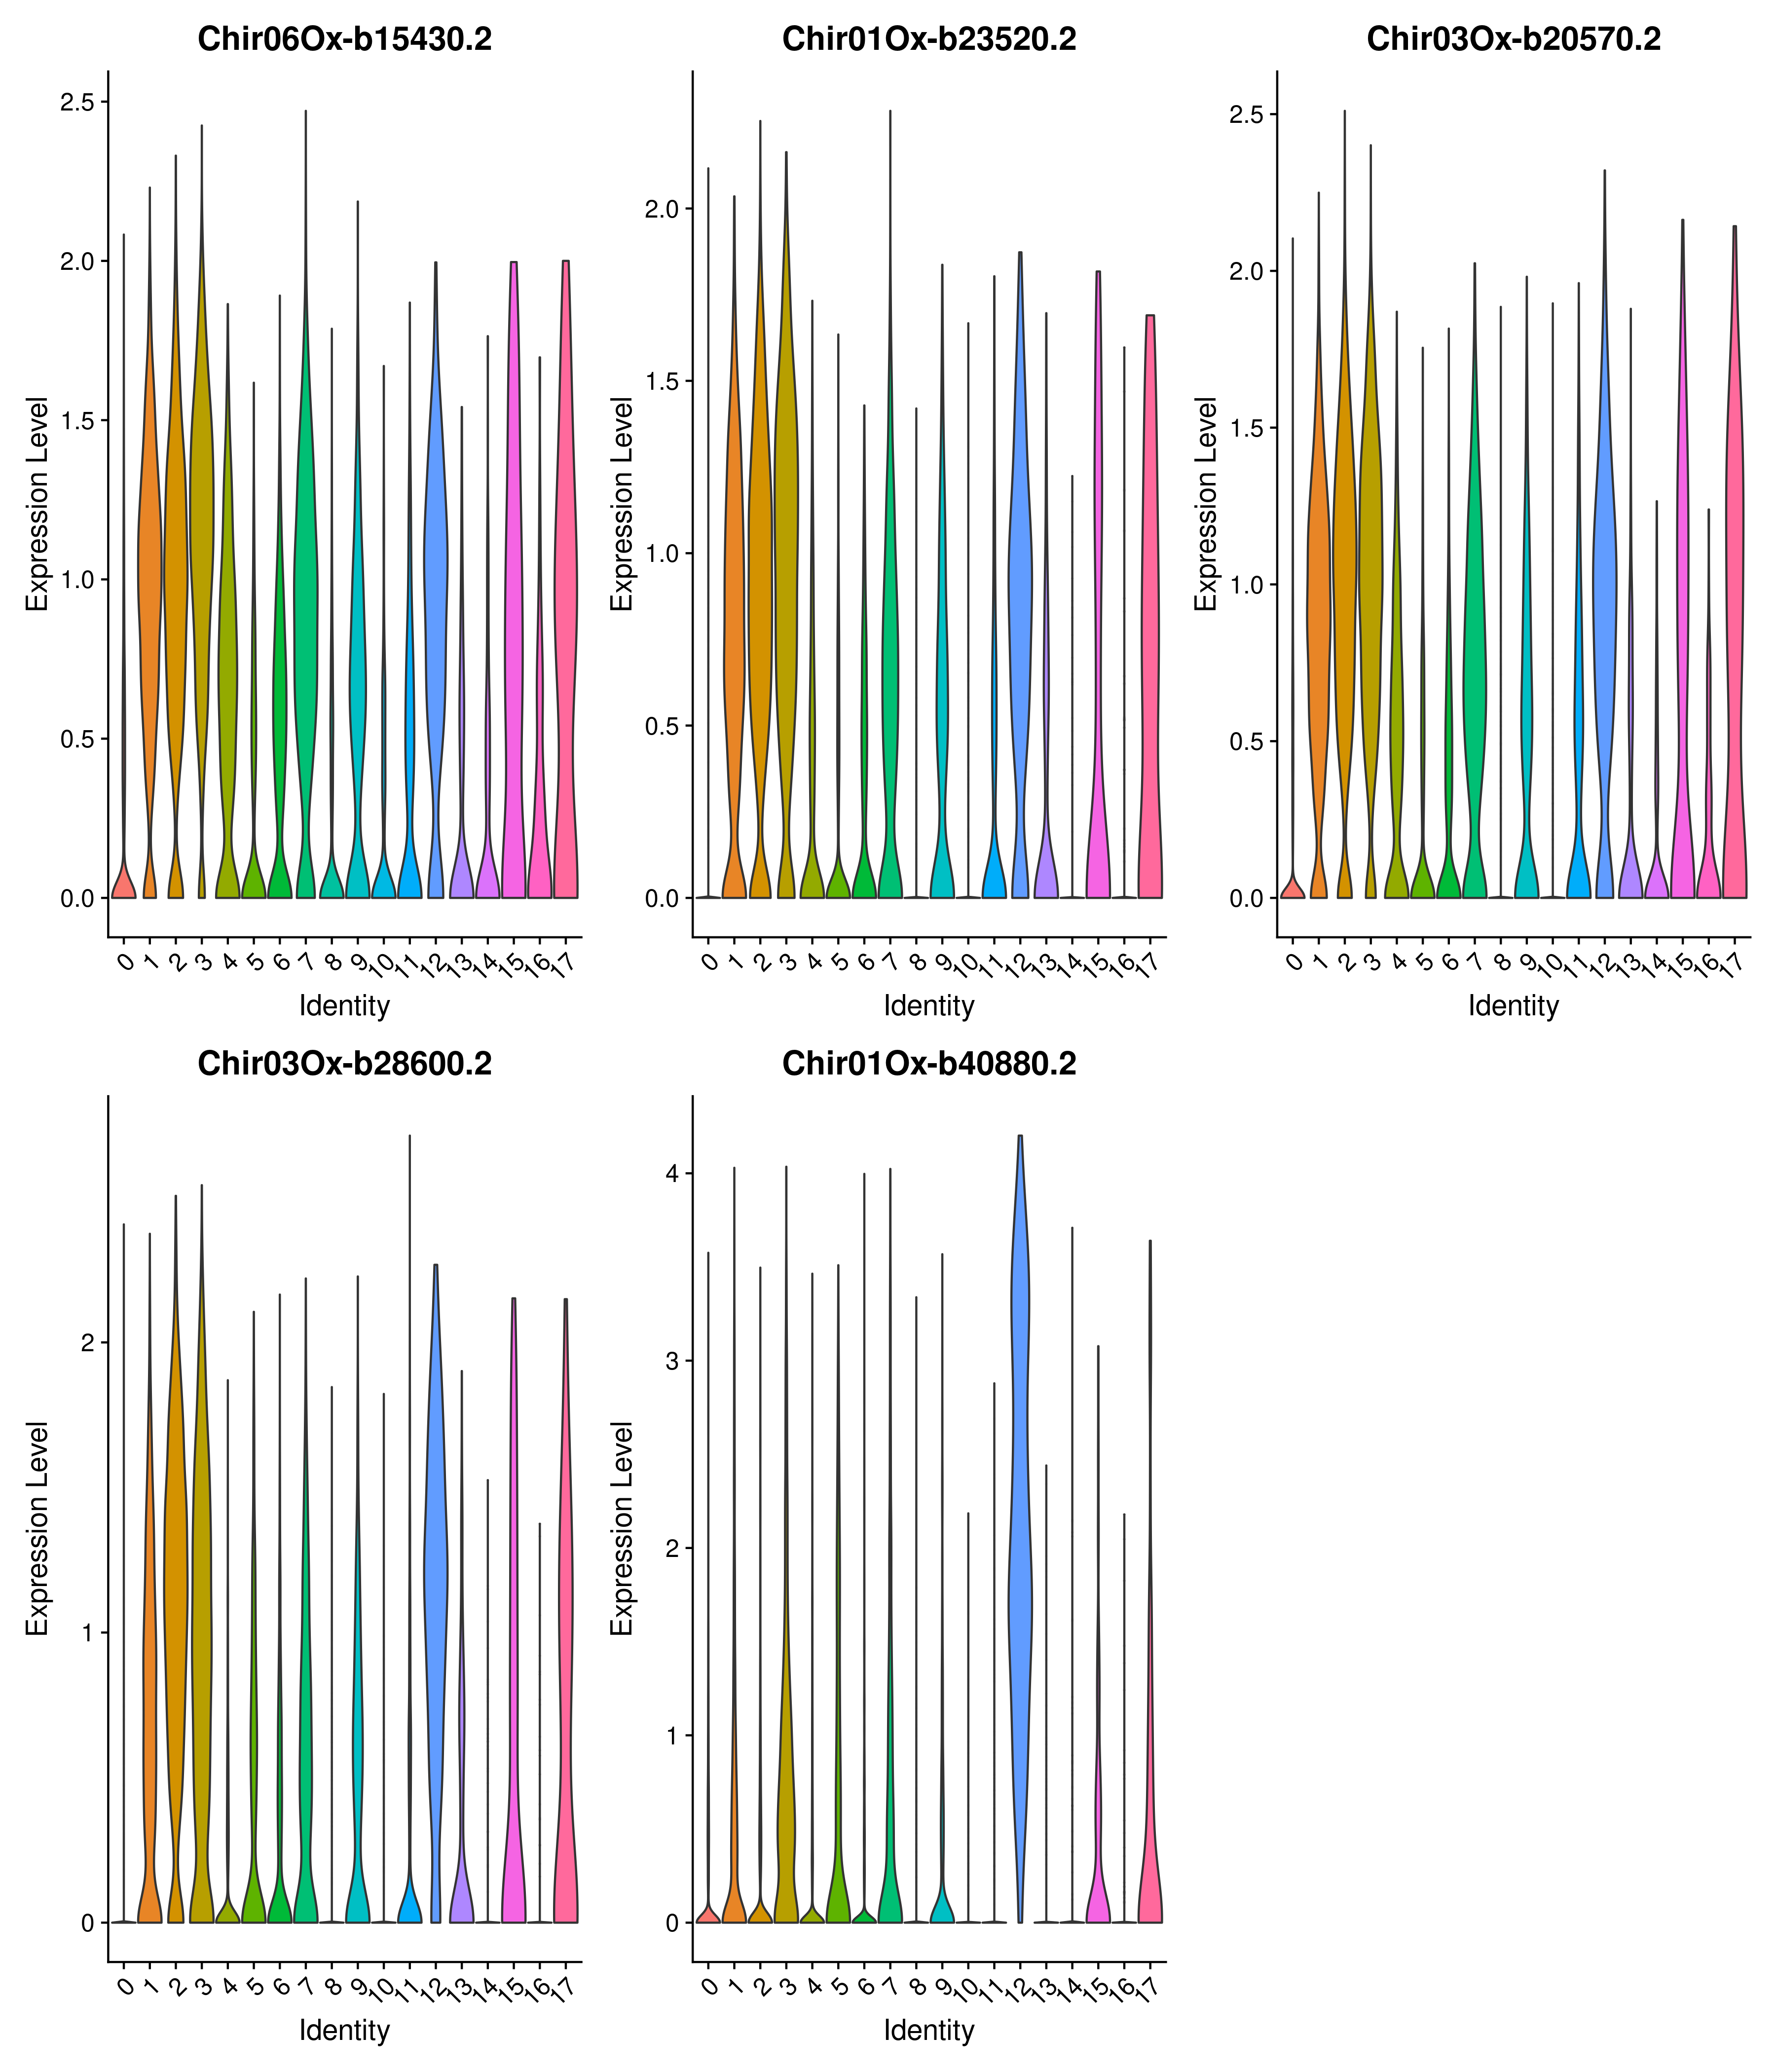 Chir06Ox-b15430.2
Expression Level
2.5
2.0
1.5
1.0
0.5
0.0
0 1 2 3 4 5 6 7 8 9 10 11 12 13 14 15 16 17
Identity
Chir01Ox-b23520.2
Expression Level
2.0
1.5
1.0
0.5
0.0
0 1 2 3 4 5 6 7 8 9 10 11 12 13 14 15 16 17
Identity
Chir03Ox-b20570.2
Expression Level
2.5
2.0
1.5
1.0
0.5
0.0
0 1 2 3 4 5 6 7 8 9 10 11 12 13 14 15 16 17
Identity
Chir03Ox-b28600.2
Expression Level
2
1
0
0 1 2 3 4 5 6 7 8 9 10 11 12 13 14 15 16 17
Identity
Chir01Ox-b40880.2
Expression Level
4
3
2
1
0
0 1 2 3 4 5 6 7 8 9 10 11 12 13 14 15 16 17
Identity